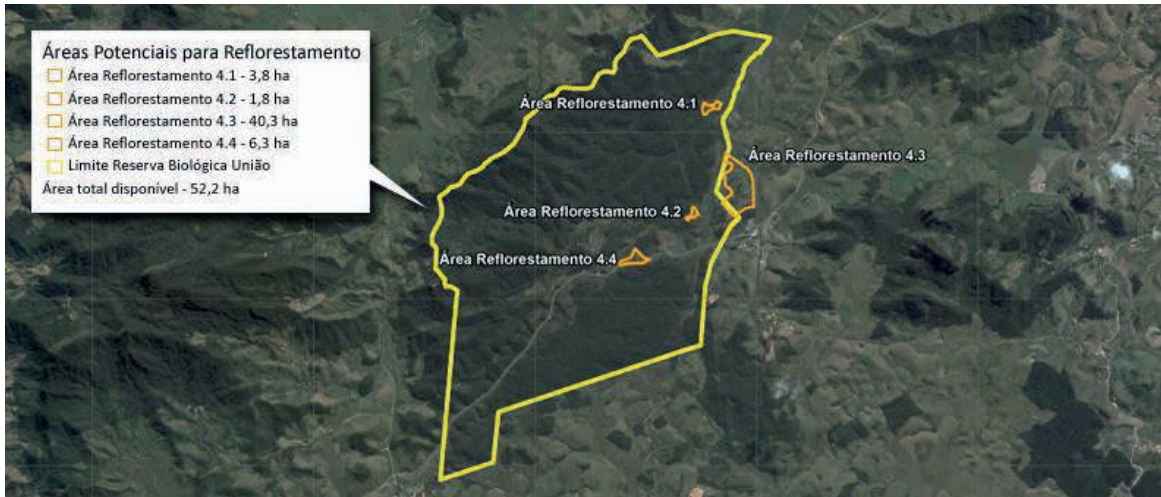 Áreas Potenciais para Reflorestamento
Área Reflorestamento 4.1 - 3,8 ha
Área Reflorestamento 4.2 - 1,8 ha
Área Reflorestamento 4.3 - 40,3 ha
Área Reflorestamento 4.4 - 6,3 ha
Limite Reserva Biológica União
Área total disponível - 52,2 ha
Área Reflorestamento 4.1
Área Reflorestamento 4.3
Área Reflorestamento 4.2
Área Reflorestamento 4.4